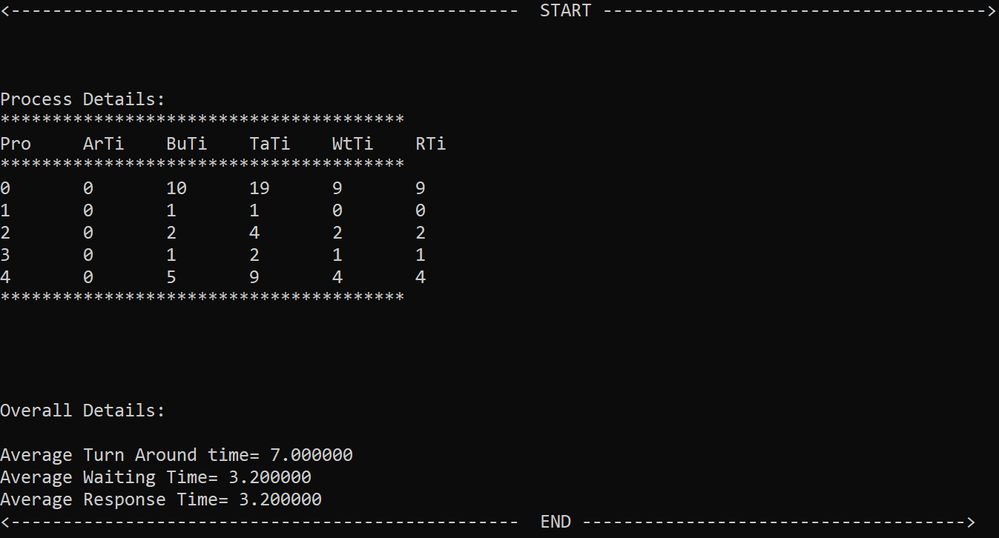 <------------------------------------------------- START ------------------------------------->
Process Details:
***************************************
Pro ArTi BuTi TaTi WtTi RTi
***************************************
0 0 10 19 9 9
1 0 1 1 0 0
2 0 2 4 2 2
3 0 1 2 1 1
4 0 5 9 4 4
***************************************
Overall Details:
Average Turn Around time= 7.000000
Average Waiting Time= 3.200000
Average Response Time= 3.200000
<------------------------------------------------- END ------------------------------------->